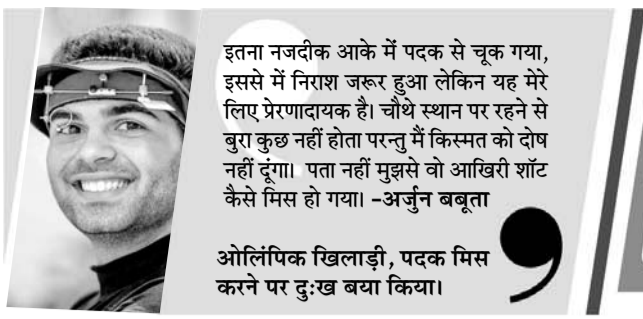 इतना नजदीक आके में पदक से चूक गया,
इससे में निराश जरूर हुआ लेकिन यह मेरे
लिए प्रेरणादायक है। चौथे स्थान पर रहने से
बुरा कुछ नहीं होता परन्तु मैं किस्मत को दोष
नहीं दूंगा। पता नहीं मुझसे वो आखिरी शॉट
कैसे मिस हो गया। -अर्जुन बबूता
ओलिंपिक खिलाड़ी, पदक मिस
करने पर दुःख बया किया।